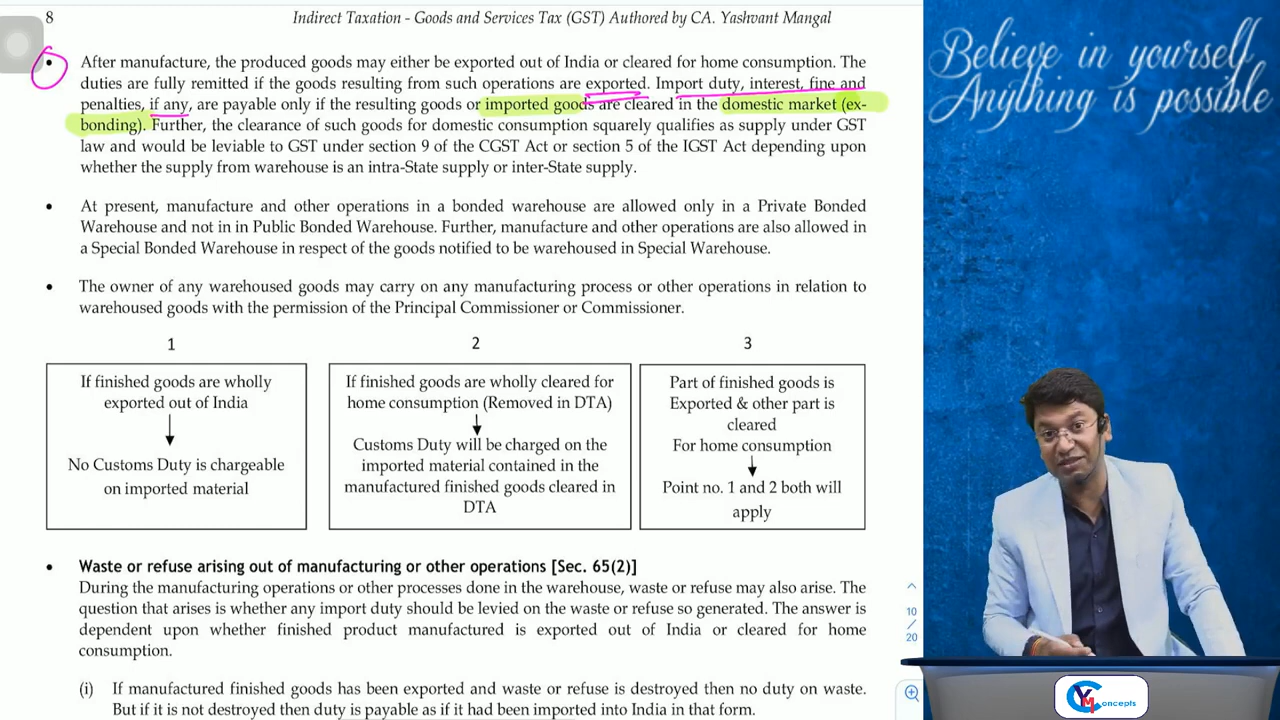 8
Indirect Taxation - Goods and Services Tax (GST) Authored by CA. Yashvant Mangal
• After manufacture, the produced goods may either be exported out of India or cleared for home consumption. The
duties are fully remitted if the goods resulting from such operations are exported. Import duty, interest, fine and
penalties, if any, are payable only if the resulting goods or imported goods are cleared in the domestic market (ex-
bonding). Further, the clearance of such goods for domestic consumption squarely qualifies as supply under GST
law and would be leviable to GST under section 9 of the CGST Act or section 5 of the IGST Act depending upon
whether the supply from warehouse is an intra-State supply or inter-State supply.
• At present, manufacture and other operations in a bonded warehouse are allowed only in a Private Bonded
Warehouse and not in in Public Bonded Warehouse. Further, manufacture and other operations are also allowed in
a Special Bonded Warehouse in respect of the goods notified to be warehoused in Special Warehouse.
• The owner of any warehoused goods may carry on any manufacturing process or other operations in relation to
warehoused goods with the permission of the Principal Commissioner or Commissioner.
1
If finished goods are wholly
exported out of India
No Customs Duty is chargeable
on imported material
2
If finished goods are wholly cleared for
home consumption (Removed in DTA)
Customs Duty will be charged on the
imported material contained in the
manufactured finished goods cleared in
DTA
3
Part of finished goods is
Exported & other part is
cleared
For home consumption
Point no. 1 and 2 both will
apply
• Waste or refuse arising out of manufacturing or other operations [Sec. 65(2)]
During the manufacturing operations or other processes done in the warehouse, waste or refuse may also arise. The
question that arises is whether any import duty should be levied on the waste or refuse so generated. The answer is
dependent upon whether finished product manufactured is exported out of India or cleared for home
consumption.
(i) If manufactured finished goods has been exported and waste or refuse is destroyed then no duty on waste.
But if it is not destroyed then duty is payable as if it had been imported into India in that form.
10
/
20
Believe in yourself
Anything is possible
YM Concepts